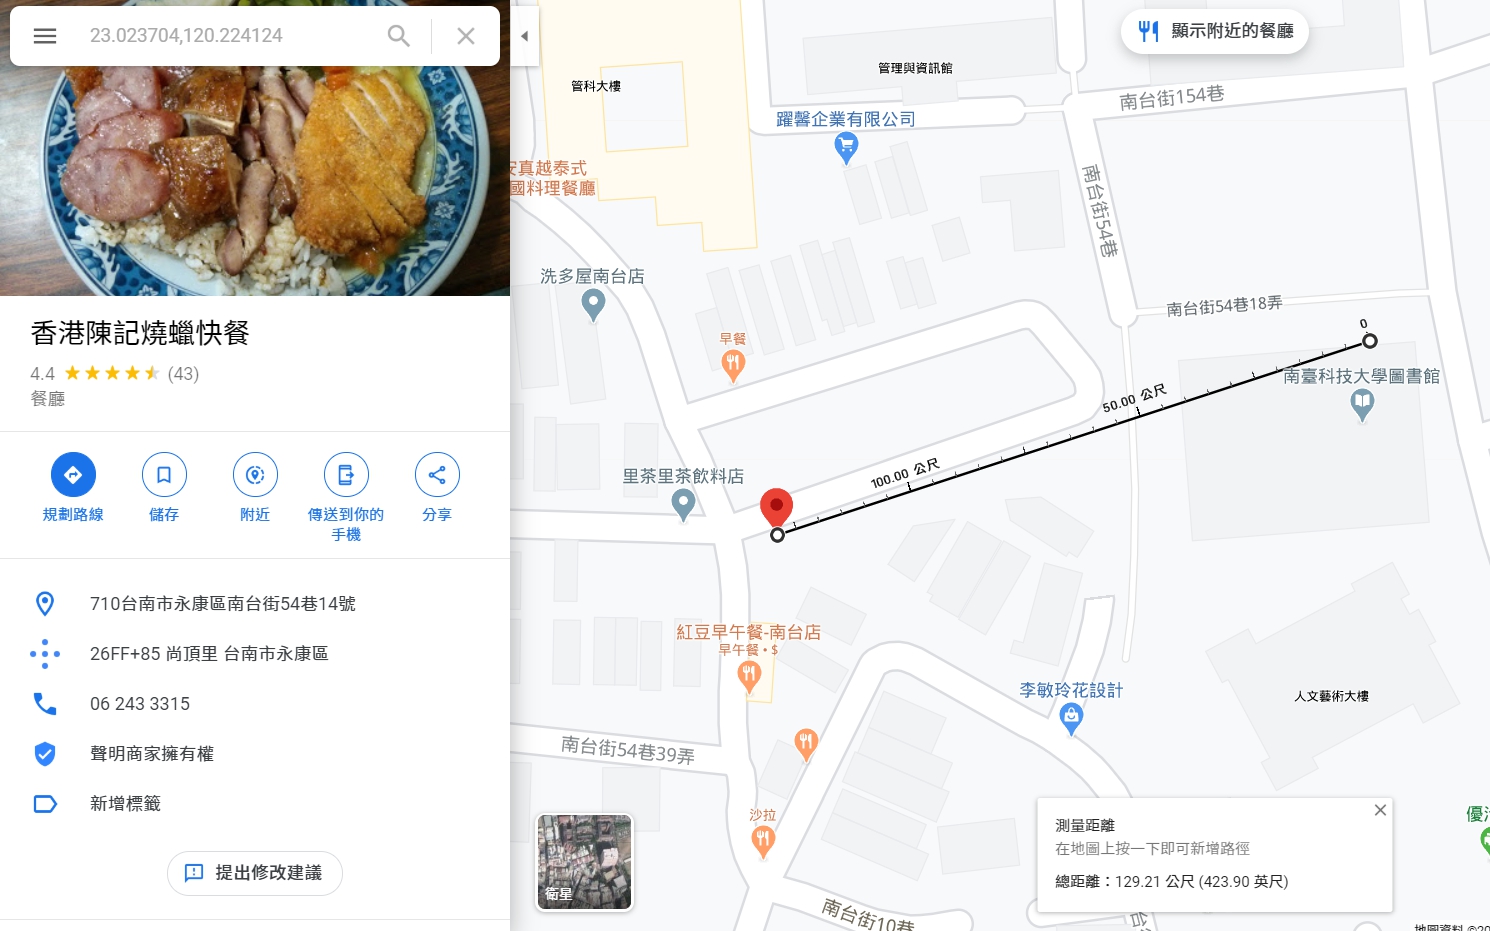 23.023704,120.224124
香港陳記燒蠟快餐
4.4 (43)
餐廳
規劃路線
儲存
附近
傳送到你的
手機
分享
710台南市永康區南台街54巷14號
26FF+85 尚頂里 台南市永康區
06 243 3315
聲明商家擁有權
新增標籤
提出修改建議
顯示附近的餐廳
管科大樓
管理與資訊館
南台街154巷
躍馨企業有限公司
安真越泰式
國料理餐廳
南台街54巷
洗多屋南台店
南台街54巷18弄
早餐
0
南臺科技大學圖書館
50.00 公尺
100.00 公尺
里茶里茶飲料店
紅豆早午餐-南台店
早午餐 • $
李敏玲花設計
人文藝術大樓
南台街54巷39弄
沙拉
衛星
南台街10巷
測量距離
在地圖上按一下即可新增路徑
總距離：129.21 公尺 (423.90 英尺)
南台
地圖資料 ©20